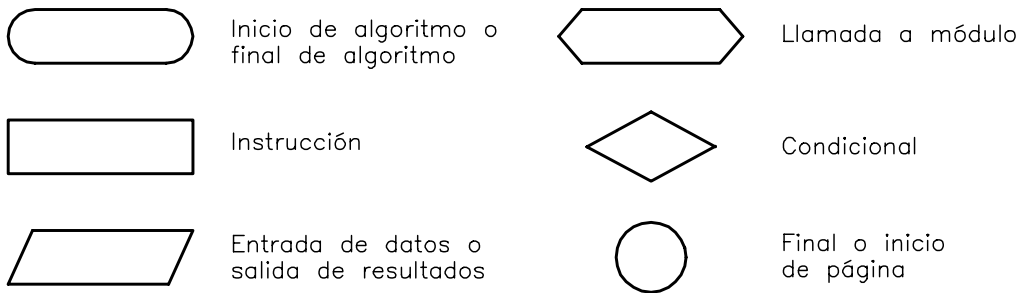 Inicio de algoritmo o
final de algoritmo
Llamada a módulo
Instrucción
Condicional
Entrada de datos o
salida de resultados
Final o inicio
de página